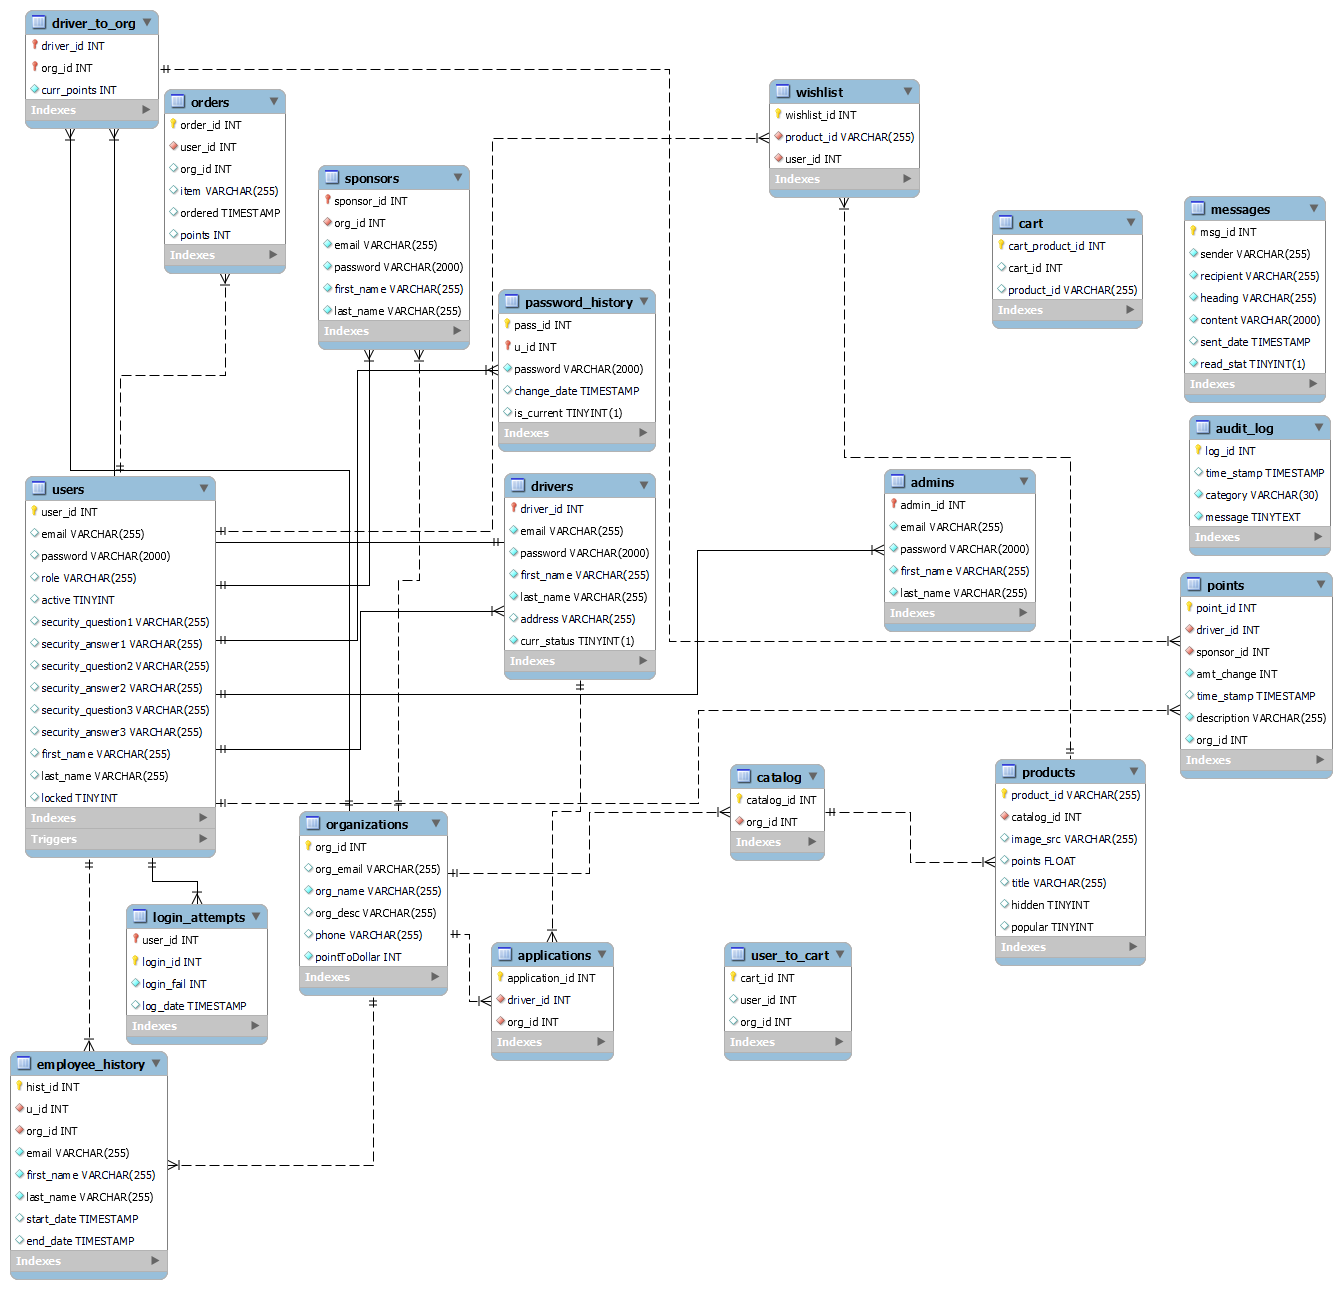 driver_to_org
driver_id INT
org_id INT
curr_points INT
Indexes
orders
order_id INT
user_id INT
org_id INT
item VARCHAR(255)
ordered TIMESTAMP
points INT
Indexes
sponsors
sponsor_id INT
org_id INT
email VARCHAR(255)
password VARCHAR(2000)
first_name VARCHAR(255)
last_name VARCHAR(255)
Indexes
password_history
pass_id INT
u_id INT
password VARCHAR(2000)
change_date TIMESTAMP
is_current TINYINT(1)
Indexes
wishlist
wishlist_id INT
product_id VARCHAR(255)
user_id INT
Indexes
cart
cart_product_id INT
cart_id INT
product_id VARCHAR(255)
Indexes
messages
msg_id INT
sender VARCHAR(255)
recipient VARCHAR(255)
heading VARCHAR(255)
content VARCHAR(2000)
sent_date TIMESTAMP
read_stat TINYINT(1)
Indexes
audit_log
log_id INT
time_stamp TIMESTAMP
category VARCHAR(30)
message TINYTEXT
Indexes
users
user_id INT
email VARCHAR(255)
password VARCHAR(2000)
role VARCHAR(255)
active TINYINT
security_question1 VARCHAR(255)
security_answer1 VARCHAR(255)
security_question2 VARCHAR(255)
security_answer2 VARCHAR(255)
security_question3 VARCHAR(255)
security_answer3 VARCHAR(255)
first_name VARCHAR(255)
last_name VARCHAR(255)
locked TINYINT
Indexes
Triggers
drivers
driver_id INT
email VARCHAR(255)
password VARCHAR(2000)
first_name VARCHAR(255)
last_name VARCHAR(255)
address VARCHAR(255)
curr_status TINYINT(1)
Indexes
admins
admin_id INT
email VARCHAR(255)
password VARCHAR(2000)
first_name VARCHAR(255)
last_name VARCHAR(255)
Indexes
points
point_id INT
driver_id INT
sponsor_id INT
amt_change INT
time_stamp TIMESTAMP
description VARCHAR(255)
org_id INT
Indexes
organizations
org_id INT
org_email VARCHAR(255)
org_name VARCHAR(255)
org_desc VARCHAR(255)
phone VARCHAR(255)
pointToDollar INT
Indexes
catalog
catalog_id INT
org_id INT
Indexes
products
product_id VARCHAR(255)
catalog_id INT
image_src VARCHAR(255)
points FLOAT
title VARCHAR(255)
hidden TINYINT
popular TINYINT
Indexes
login_attempts
user_id INT
login_id INT
login_fail INT
log_date TIMESTAMP
Indexes
applications
application_id INT
driver_id INT
org_id INT
Indexes
user_to_cart
cart_id INT
user_id INT
org_id INT
Indexes
employee_history
hist_id INT
u_id INT
org_id INT
email VARCHAR(255)
first_name VARCHAR(255)
last_name VARCHAR(255)
start_date TIMESTAMP
end_date TIMESTAMP
Indexes